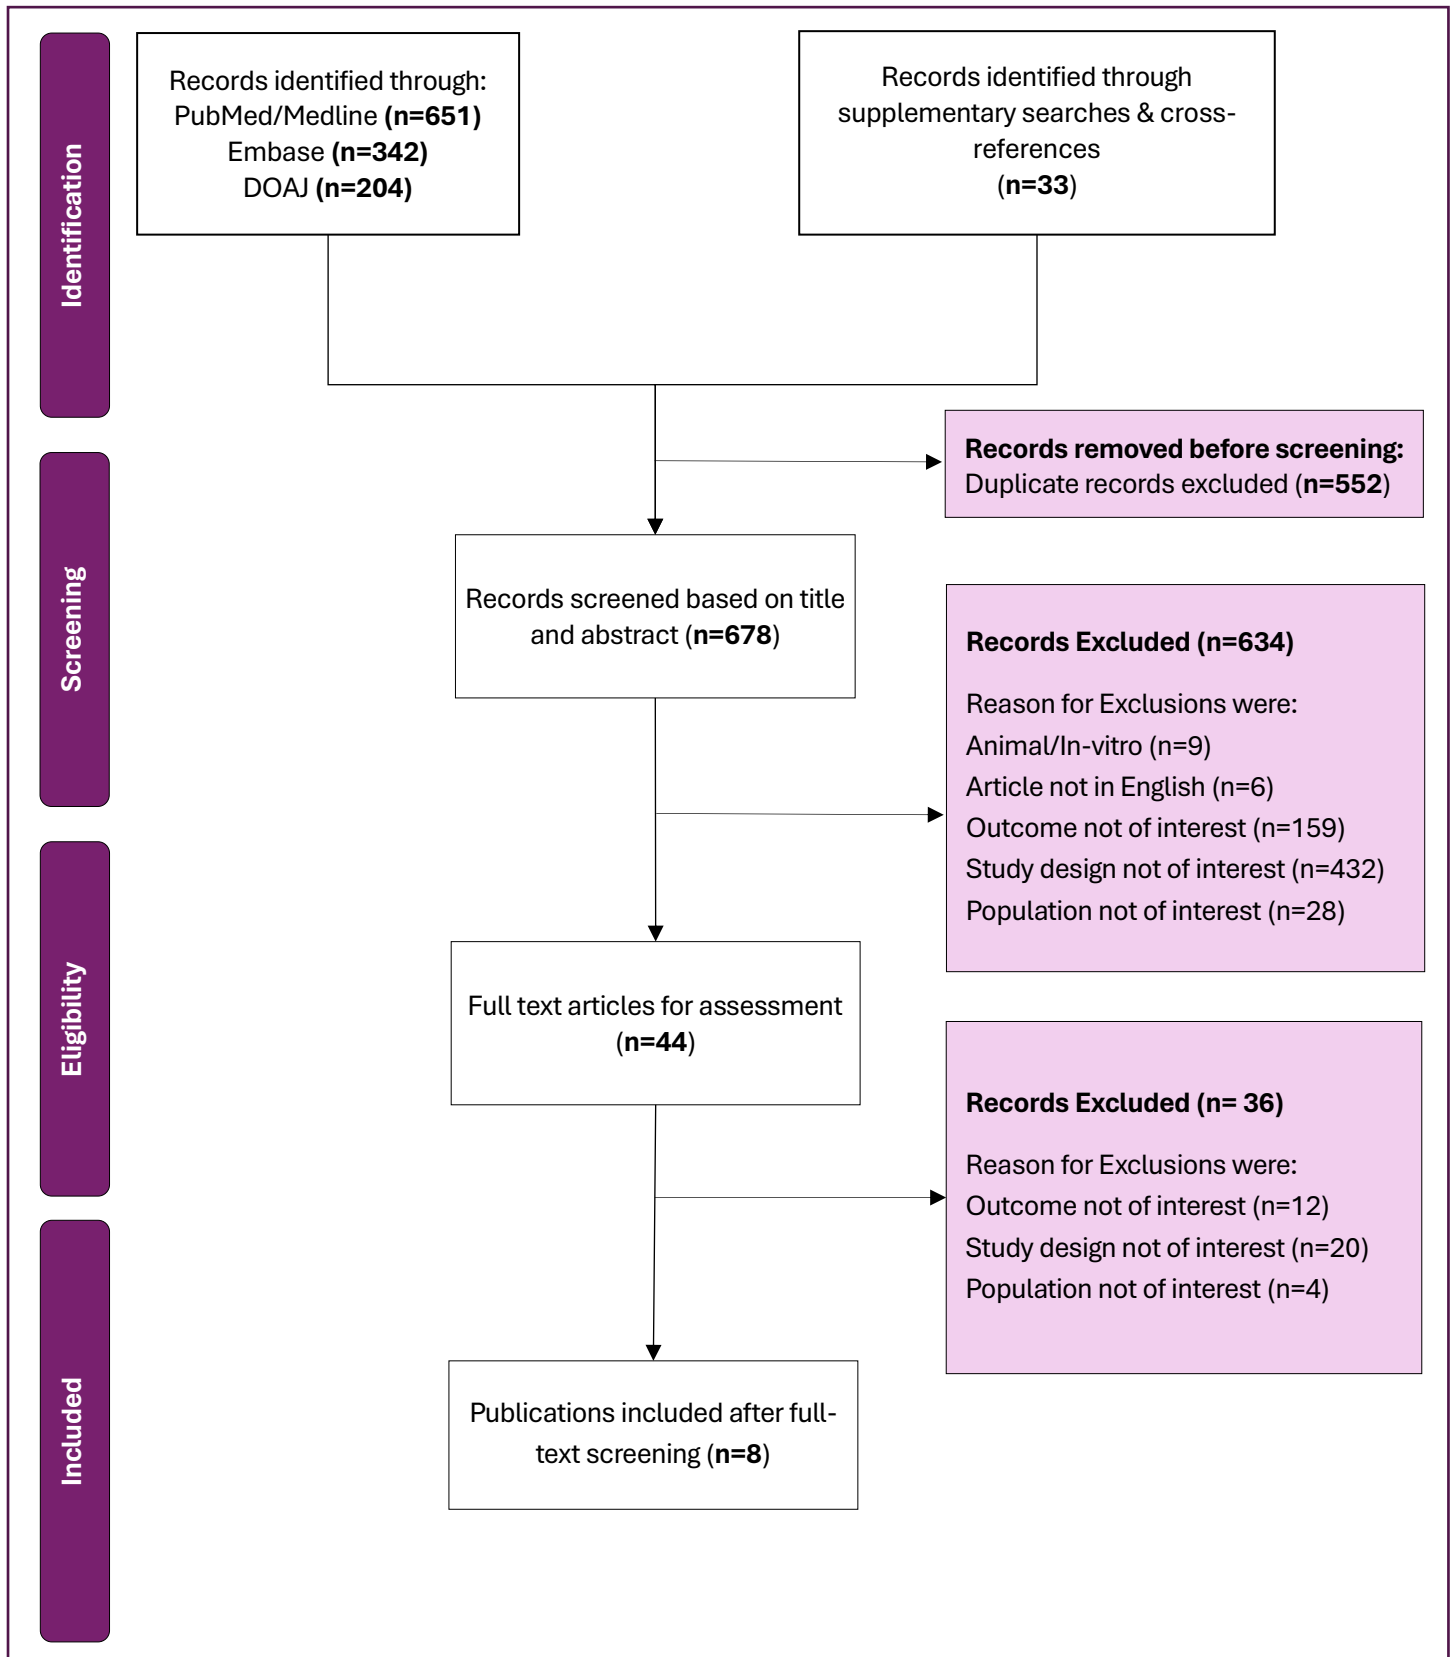 Identification
Records identified through:
PubMed/Medline (n=651)
Embase (n=342)
DOAJ (n=204)
Records identified through
supplementary searches & cross-
references
(n=33)
Records removed before screening:
Duplicate records excluded (n=552)
Screening
Records screened based on title
and abstract (n=678)
Records Excluded (n=634)
Reason for Exclusions were:
Animal/In-vitro (n=9)
Article not in English (n=6)
Outcome not of interest (n=159)
Study design not of interest (n=432)
Population not of interest (n=28)
Eligibility
Full text articles for assessment
(n=44)
Records Excluded (n= 36)
Reason for Exclusions were:
Outcome not of interest (n=12)
Study design not of interest (n=20)
Population not of interest (n=4)
Included
Publications included after full-
text screening (n=8)